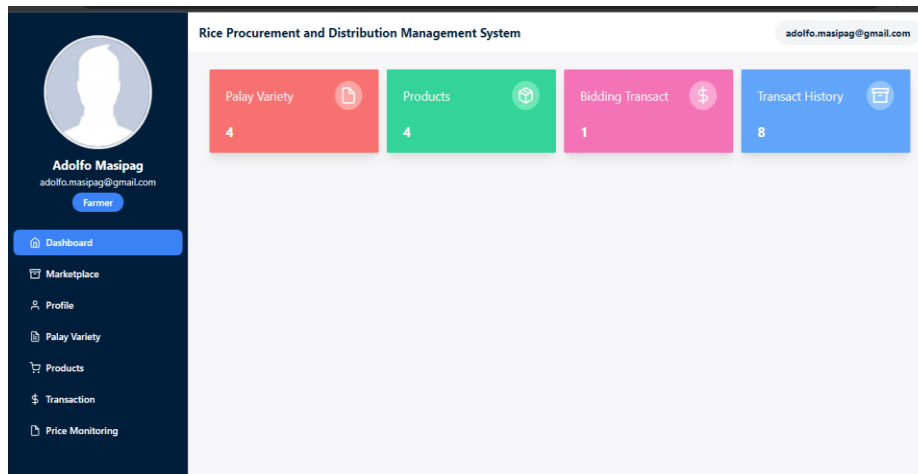 Rice Procurement and Distribution Management System
adolfo.masipag@gmail.com
Adolfo Masipag
adolfo.masipag@gmail.com
Farmer
Dashboard
Marketplace
Profile
Palay Variety
Products
Transaction
Price Monitoring
Palay Variety
4
Products
4
Bidding Transact
1
Transact History
8